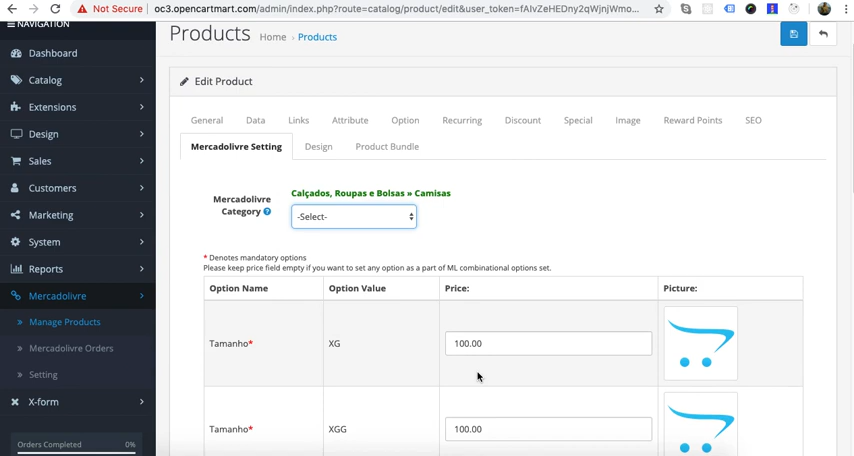 Not Secure
oc3.opencartmart.com/admin/index.php?route=catalog/product/edit&user_token=fAIvZeHEDny2qWjnjWmo...
NAVIGATION
Dashboard
Catalog
Extensions
Design
Sales
Customers
Marketing
System
Reports
Mercadolivre
» Manage Products
» Mercadolivre Orders
» Setting
X-form
Orders Completed 0%
Products Home › Products
Edit Product
General Data Links Attribute Option Recurring Discount Special Image Reward Points SEO
Mercadolivre Setting Design Product Bundle
Mercadolivre Category ?
Calçados, Roupas e Bolsas » Camisas
-Select-
* Denotes mandatory options
Please keep price field empty if you want to set any option as a part of ML combinational options set.
Option Name Option Value Price: Picture:
Tamanho* XG 100.00
Tamanho* XGG 100.00